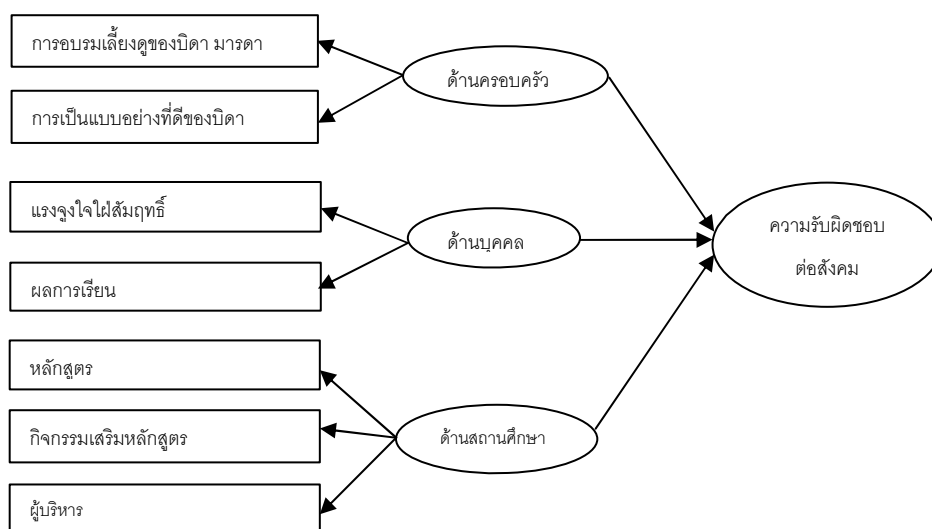 การอบรมเลี้ยงดูของบิดา มารดา
ด้านครอบครัว
การเป็นแบบอย่างที่ดีของบิดา
แรงจูงใจใฝ่สัมฤทธิ์
ด้านบุคคล
ความรับผิดชอบ
ต่อสังคม
ผลการเรียน
หลักสูตร
กิจกรรมเสริมหลักสูตร
ด้านสถานศึกษา
ผู้บริหาร